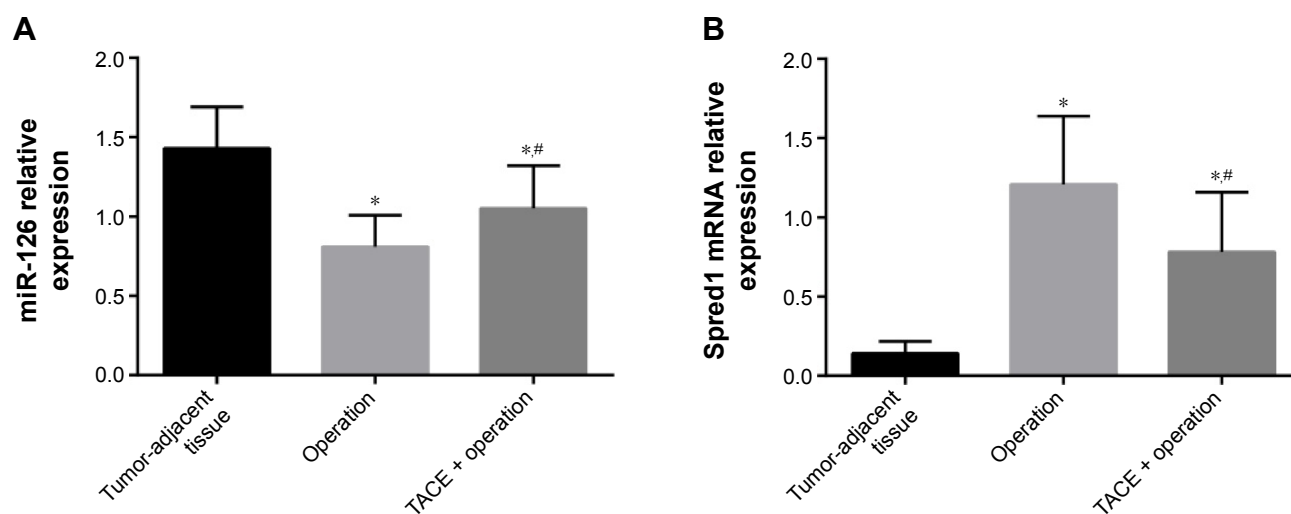 A
miR-126 relative
expression
2.0
1.5
1.0
0.5
0.0
*
*,#
Tumor-adjacent
tissue
Operation
TACE + operation
B
Spred1 mRNA relative
expression
2.0
1.5
1.0
0.5
0.0
*
*,#
Tumor-adjacent
tissue
Operation
TACE + operation